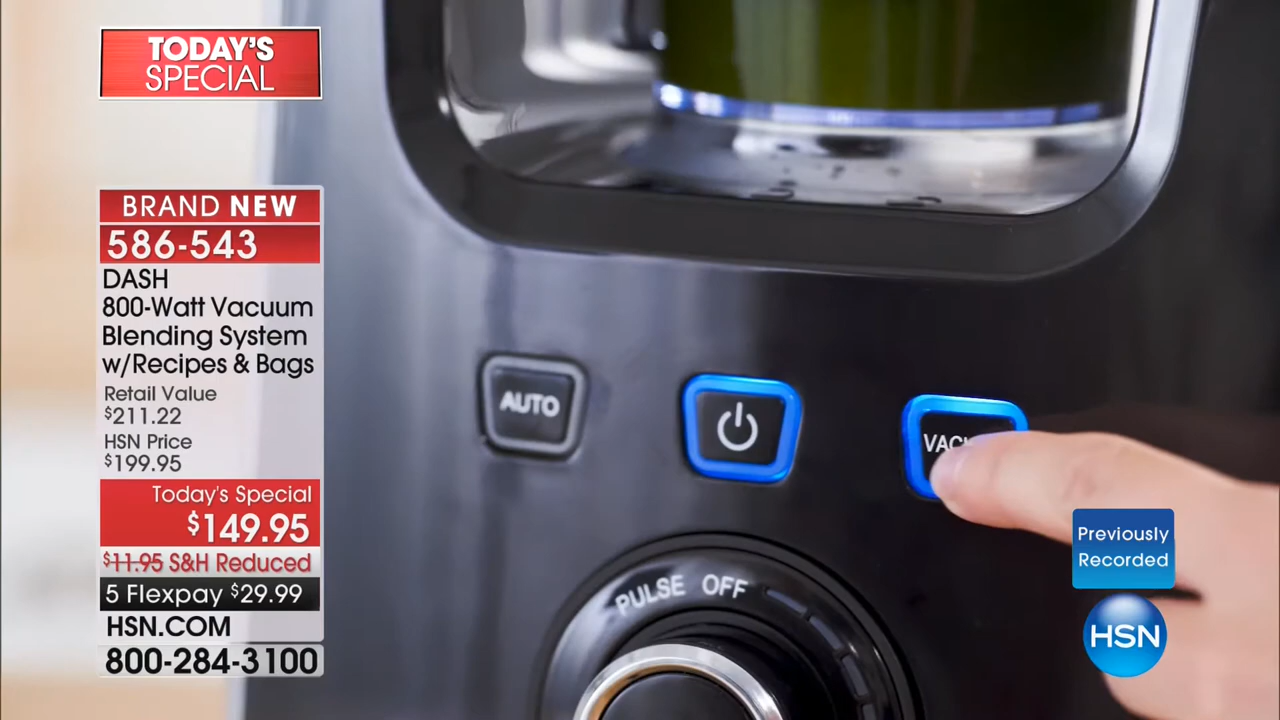 TODAY'S
SPECIAL
BRAND NEW
586-543
DASH
800-Watt Vacuum
Blending System
w/Recipes & Bags
Retail Value
$211.22
HSN Price
$199.95
Today's Special
$149.95
$11.95 S&H Reduced
5 Flexpay $29.99
HSN.COM
800-284-3100
AUTO
VAC
PULSE OFF
Previously
Recorded
HSN